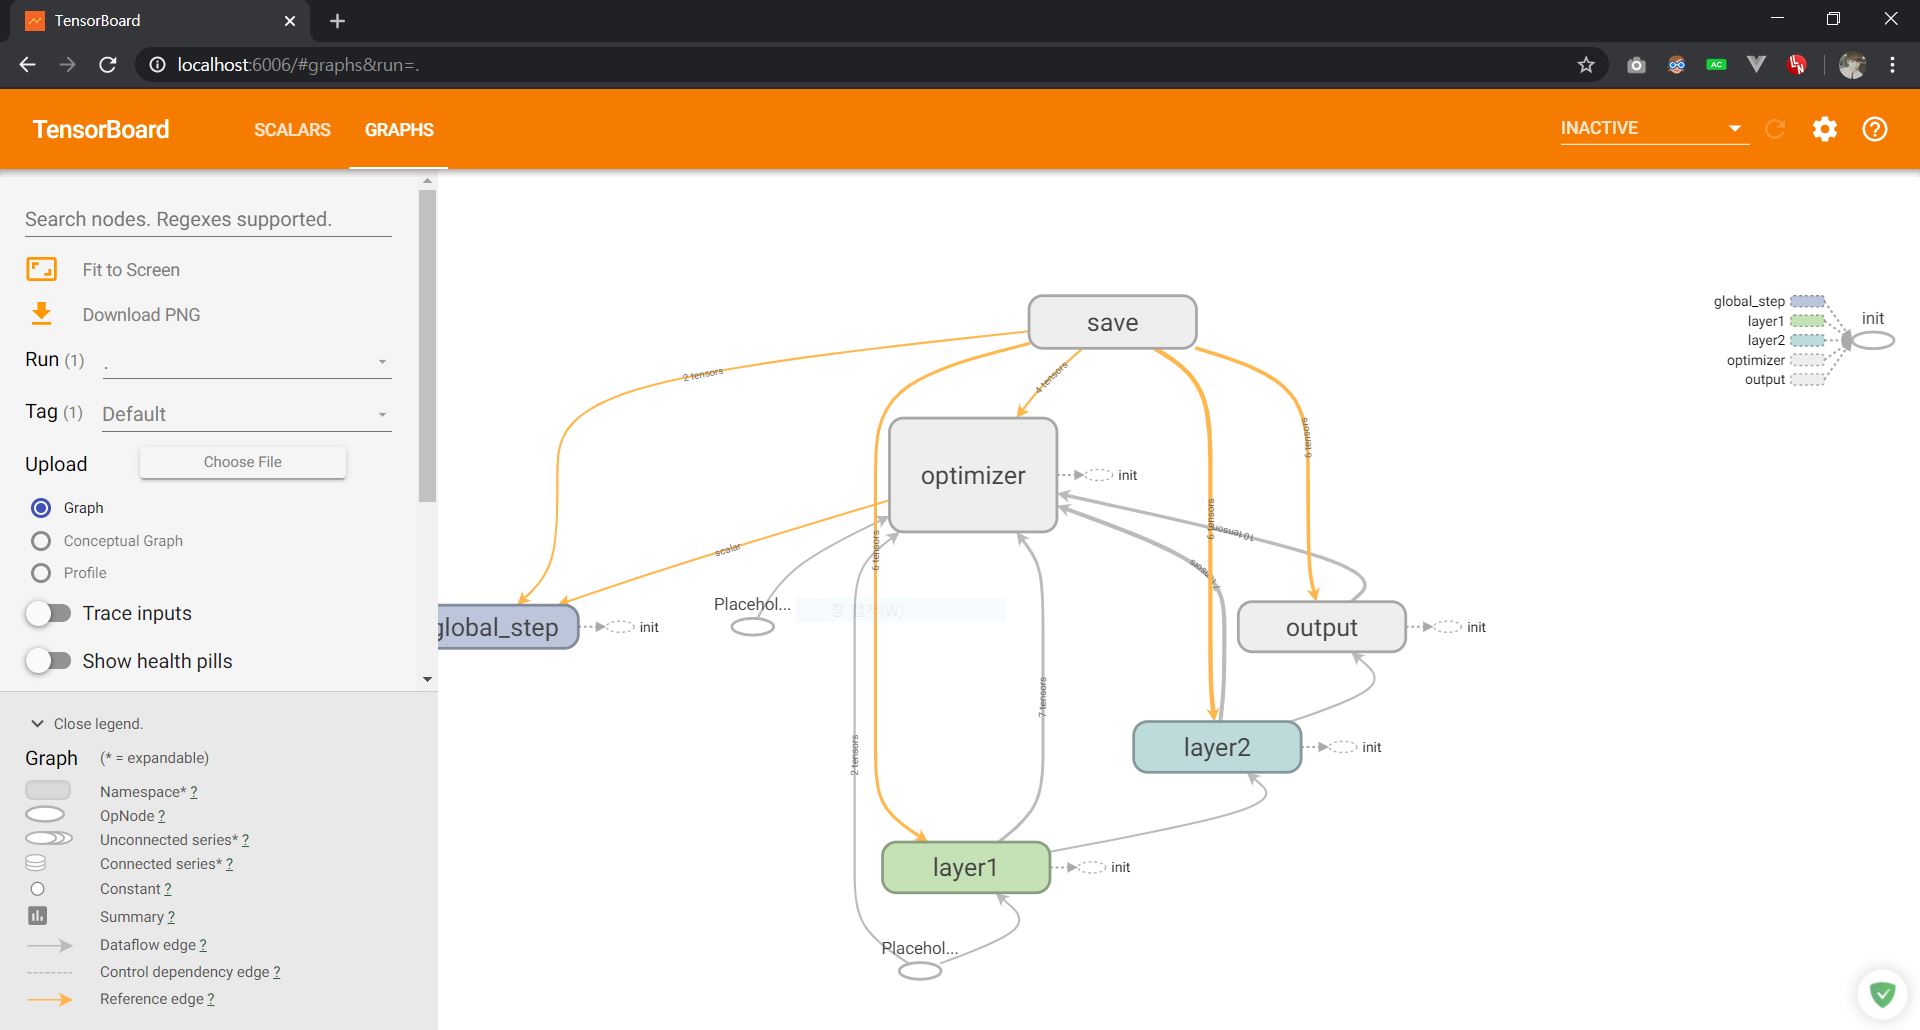 TensorBoard
localhost:6006/#graphs&run=.
AC
TensorBoard
SCALARS
GRAPHS
INACTIVE
Search nodes. Regexes supported.
Fit to Screen
Download PNG
Run (1)
.
Tag (1)
Default
Upload
Choose File
Graph
Conceptual Graph
Profile
Trace inputs
Show health pills
Close legend.
Graph
(* = expandable)
Namespace* ?
OpNode ?
Unconnected series* ?
Connected series* ?
Constant ?
Summary ?
Dataflow edge ?
Control dependency edge ?
Reference edge ?
save
2 tensors
4 tensors
6 tensors
optimizer
init
6 tensors
6 tensors
10 tensors
scalar
Placehol...
창 캡처(W)
global_step
init
output
init
7 tensors
2 tensors
layer2
init
layer1
init
Placehol...
global_step
layer1
layer2
optimizer
output
init